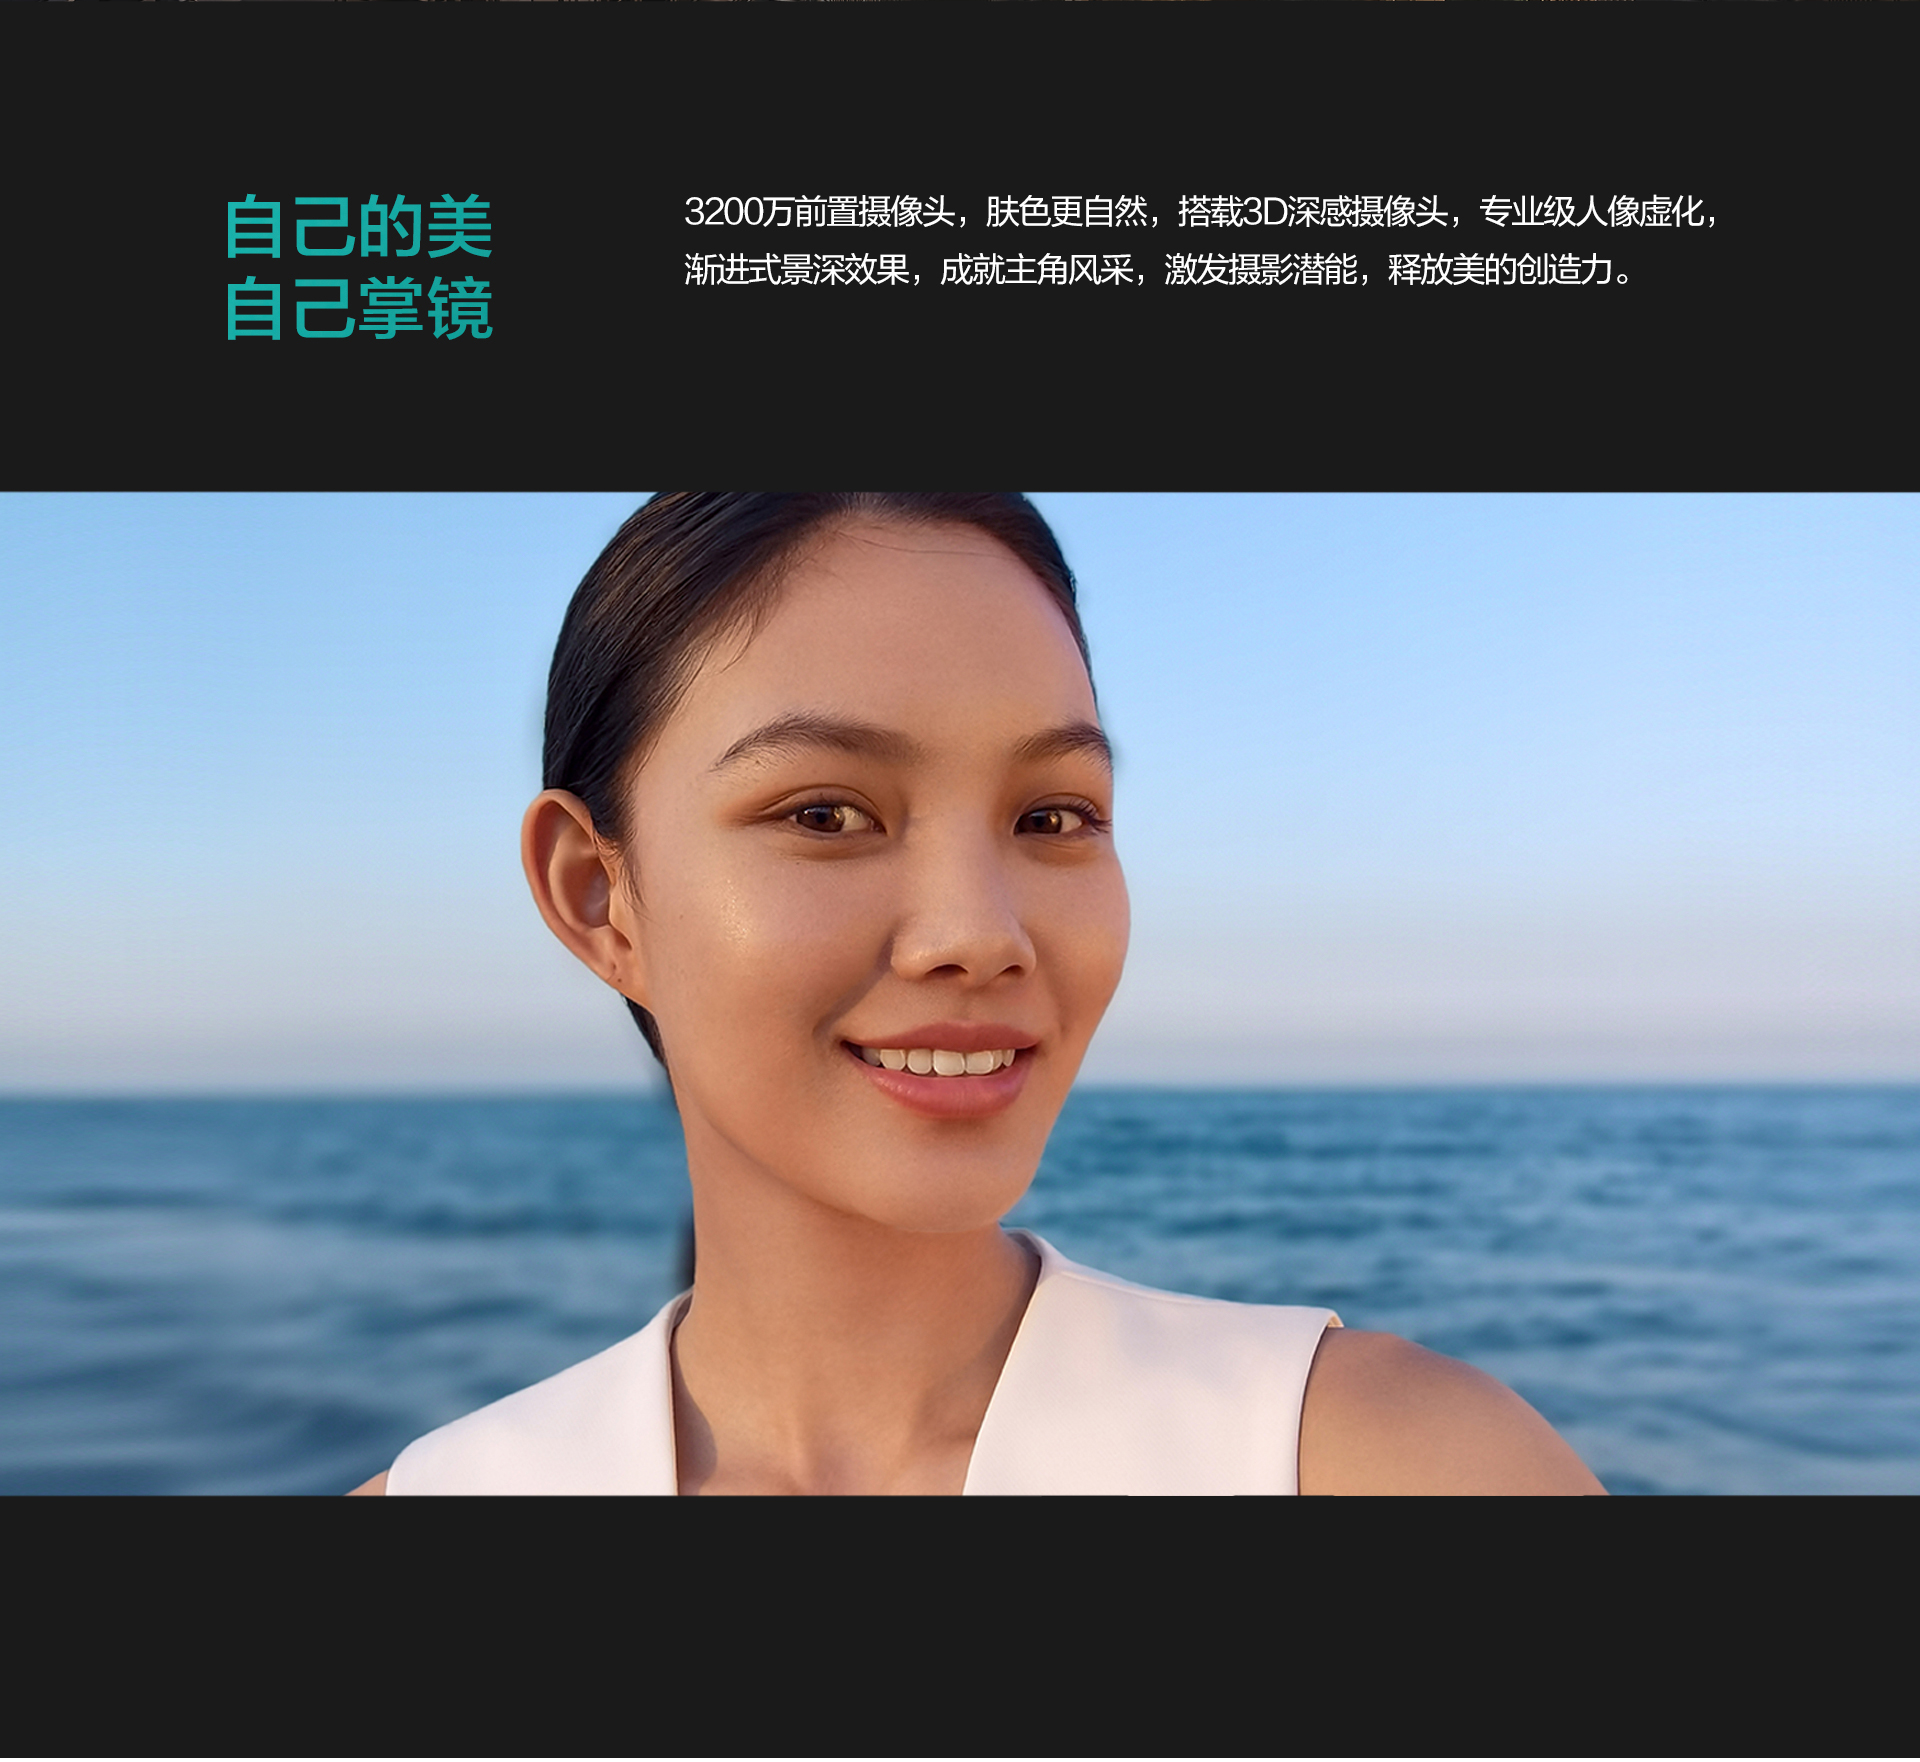 自己的美
自己掌镜
3200万前置摄像头，肤色更自然，搭载3D深感摄像头，专业级人像虚化，
渐进式景深效果，成就主角风采，激发摄影潜能，释放美的创造力。